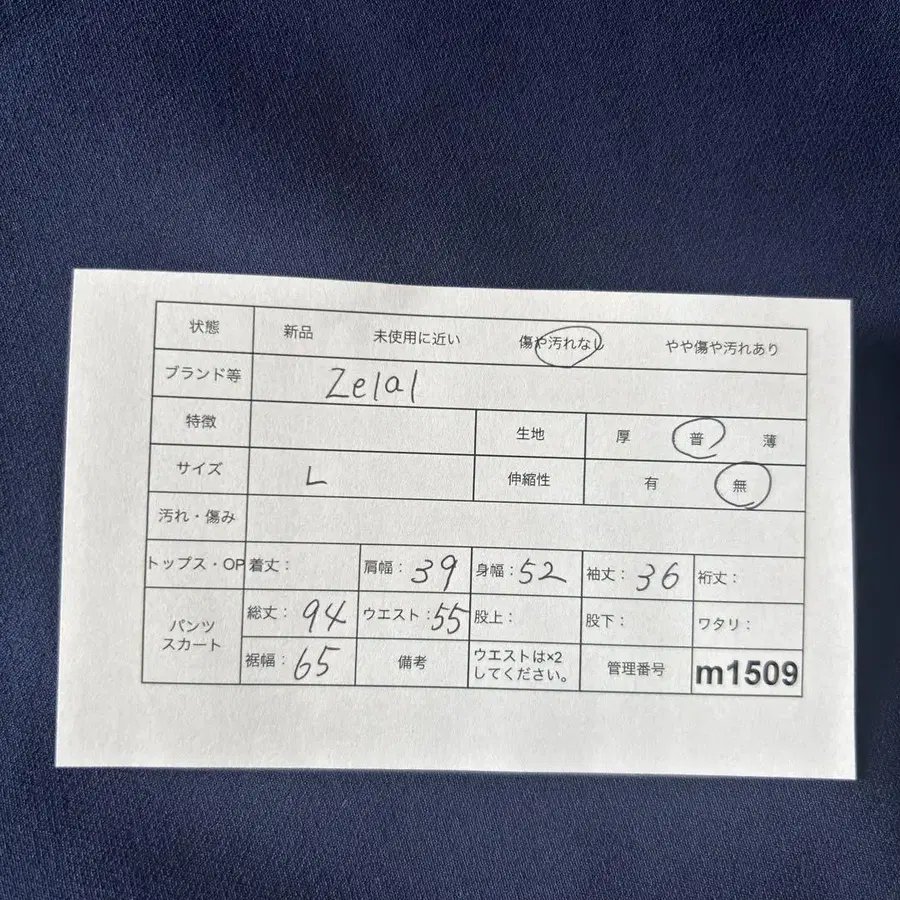 状態 新品 未使用に近い 傷や汚れなし やや傷や汚れあり
ブランド等 Zelal
特徴 生地 厚 普 薄
サイズ L 伸縮性 有 無
汚れ・傷み
トップス・OP 着丈： 肩幅：39 身幅：52 袖丈：36 裄丈：
パンツ スカート 総丈：94 ウエスト：55 股上： 股下： ワタリ：
裾幅：65 備考 ウエストは×2 してください。 管理番号 m1509